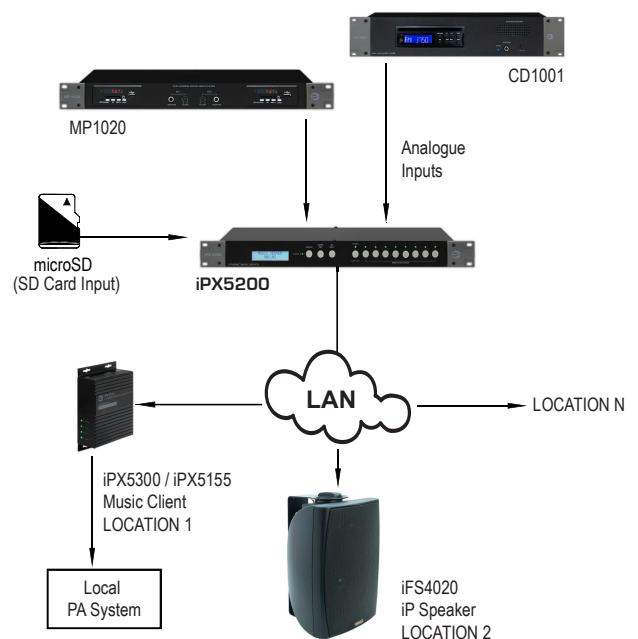 CD1001
MP1020
Analogue
Inputs
microSD
(SD Card Input)
iPX5200
LAN
LOCATION N
iPX5300 / iPX5155
Music Client
LOCATION 1
Local
PA System
iFS4020
iP Speaker
LOCATION 2